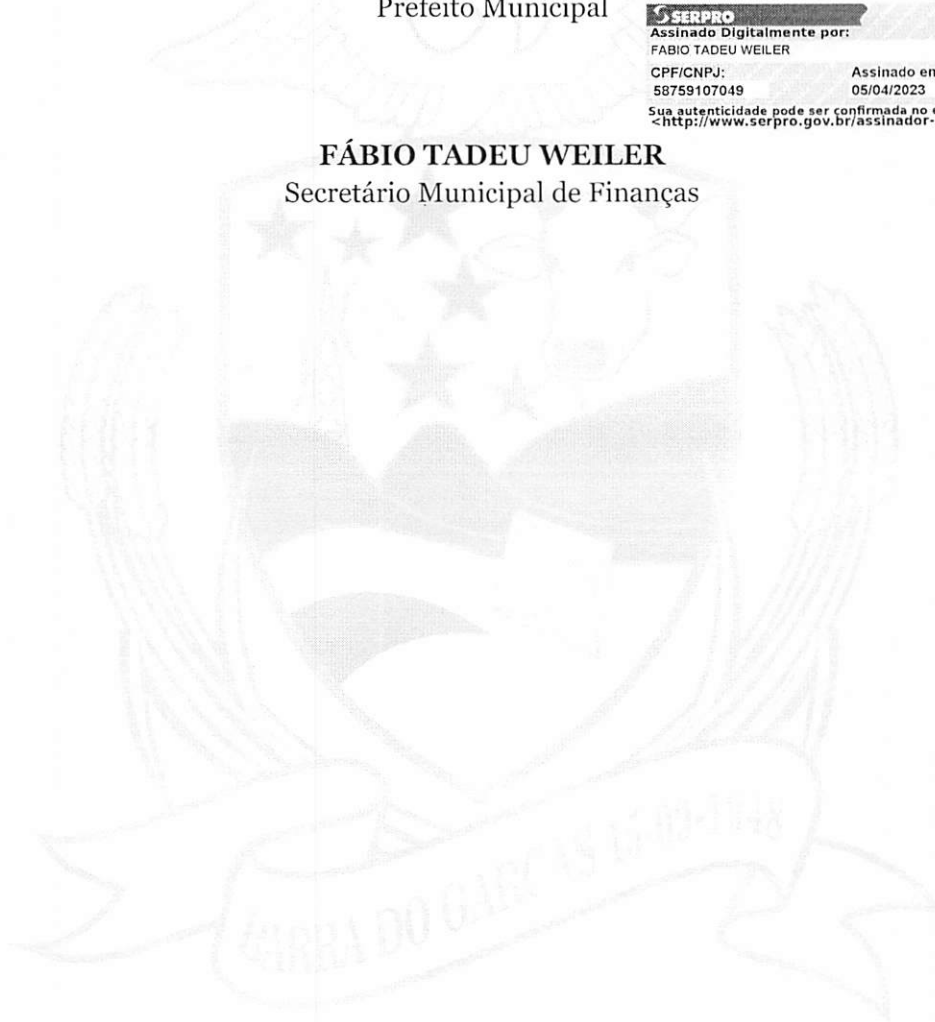 Prefeito Municipal
SERPRO
Assinado Digitalmente por:
FABIO TADEU WEILER
CPF/CNPJ:
58759107049
Assinado em
05/04/2023
Sua autenticidade pode ser confirmada no
<http://www.serpro.gov.br/assinador-
FÁBIO TADEU WEILER
Secretário Municipal de Finanças
BARRA DO GARÇAS 15-09-1948